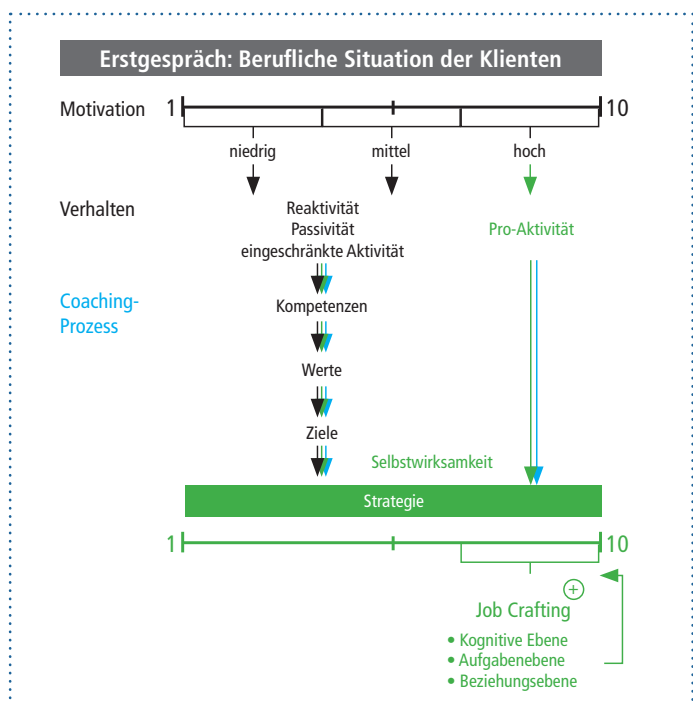 Erstgespräch: Berufliche Situation der Klienten
Motivation 1 10
niedrig mittel hoch
Verhalten
Reaktivität
Passivität
eingeschränkte Aktivität
Pro-Aktivität
Coaching-
Prozess
Kompetenzen
Werte
Ziele
Selbstwirksamkeit
Strategie
1 10
+
Job Crafting
• Kognitive Ebene
• Aufgabenebene
• Beziehungsebene